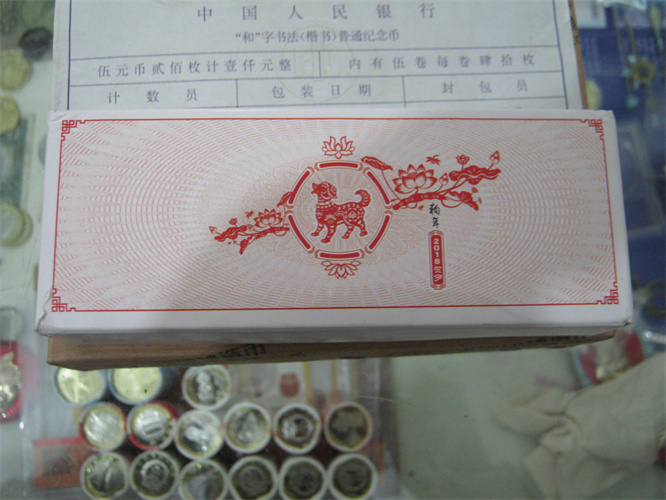 中国人民银行
“和”字书法(楷书)普通纪念币
伍元币贰佰枚计壹仟元整
内有伍卷每卷肆拾枚
计数员
包装日期
封包员
狗年
2018贺岁